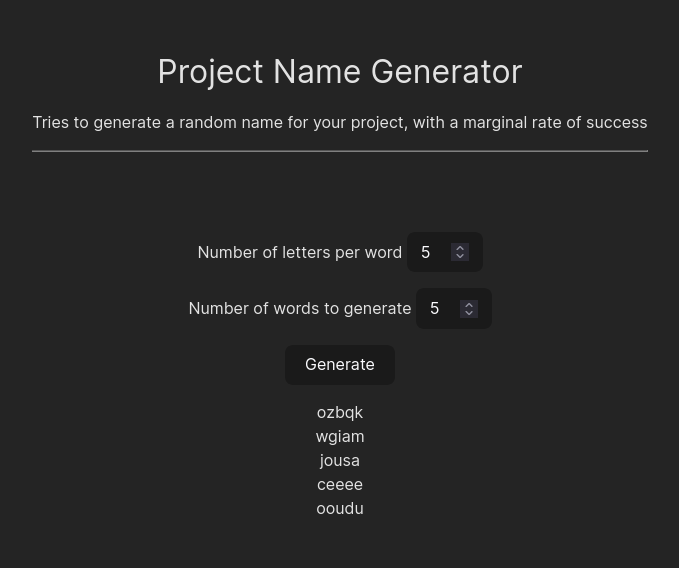 Project Name Generator
Tries to generate a random name for your project, with a marginal rate of success
Number of letters per word 5
Number of words to generate 5
Generate
ozbqk
wgiam
jousa
ceeee
ooudu